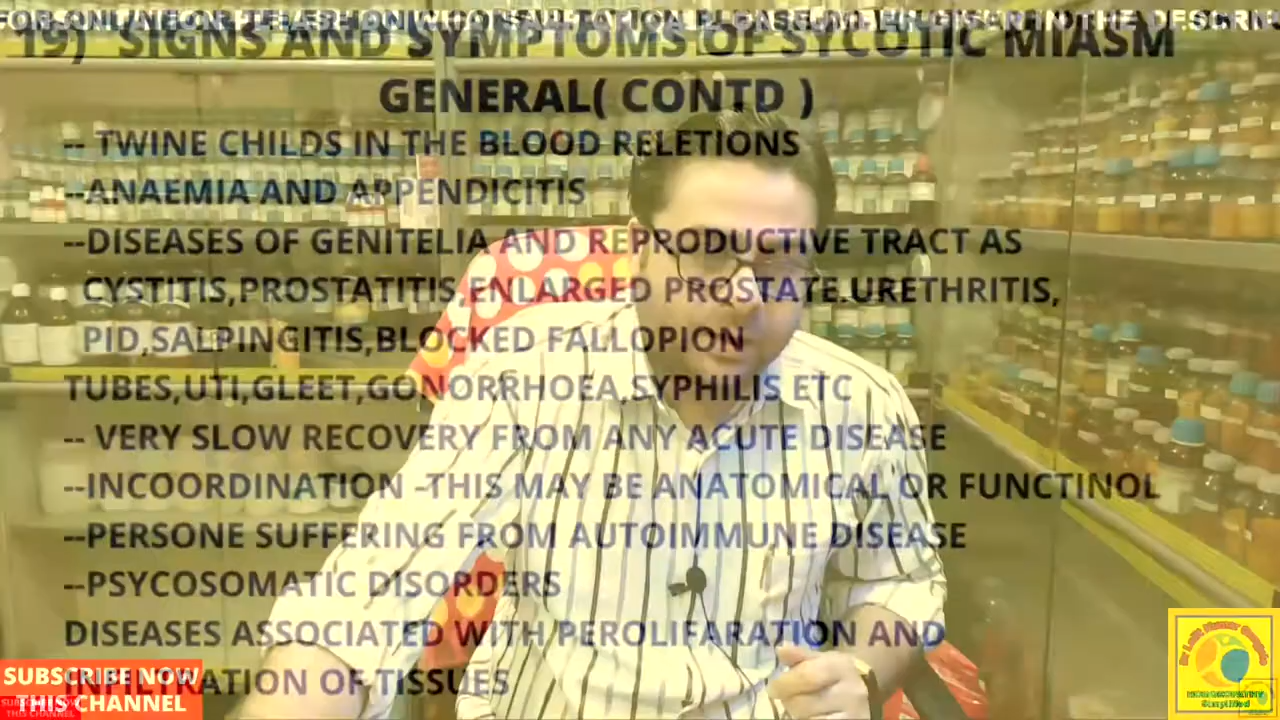 19) SIGNS AND SYMPTOMS OF SYCOTIC MIASM
GENERAL( CONTD )
-- TWINE CHILDS IN THE BLOOD RELETIONS
--ANAEMIA AND APPENDICITIS
--DISEASES OF GENITELIA AND REPRODUCTIVE TRACT AS
CYSTITIS,PROSTATITIS,ENLARGED PROSTATE.URETHRITIS,
PID,SALPINGITIS,BLOCKED FALLOPION
TUBES,UTI,GLEET,GONORRHOEA,SYPHILIS ETC
-- VERY SLOW RECOVERY FROM ANY ACUTE DISEASE
--INCOORDINATION -THIS MAY BE ANATOMICAL OR FUNCTINOL
--PERSONE SUFFERING FROM AUTOIMMUNE DISEASE
--PSYCOSOMATIC DISORDERS
DISEASES ASSOCIATED WITH PEROLIFARATION AND
INFILTRATION OF TISSUES
SUBSCRIBE NOW
THIS CHANNEL